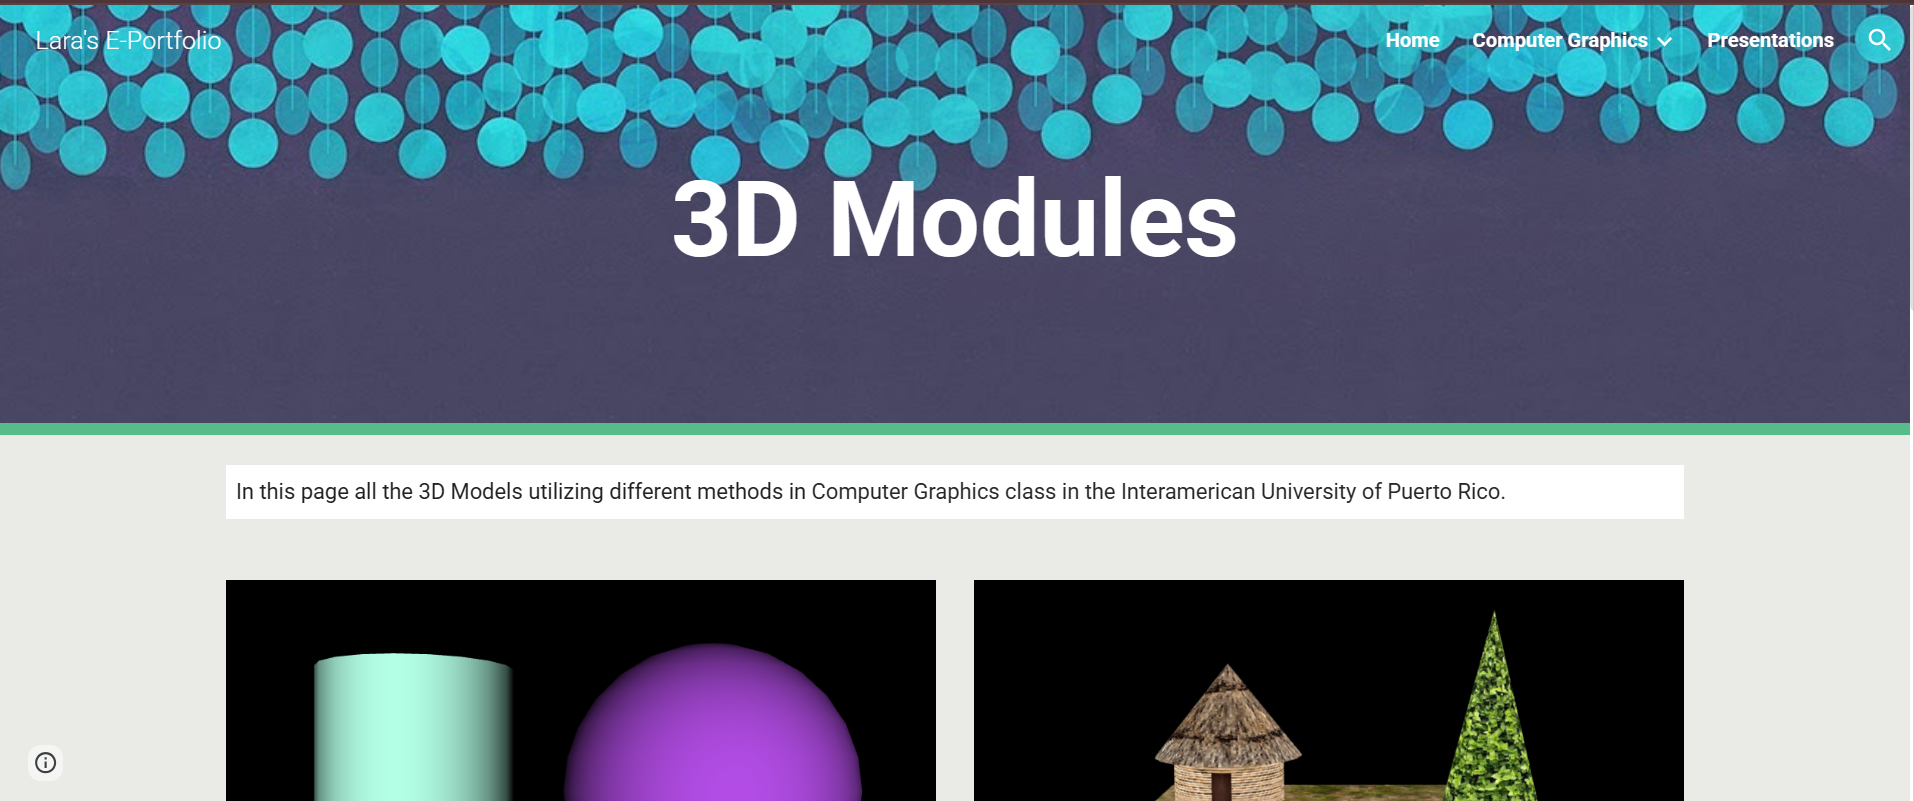 Lara's E-Portfolio
Home Computer Graphics Presentations
3D Modules
In this page all the 3D Models utilizing different methods in Computer Graphics class in the Interamerican University of Puerto Rico.